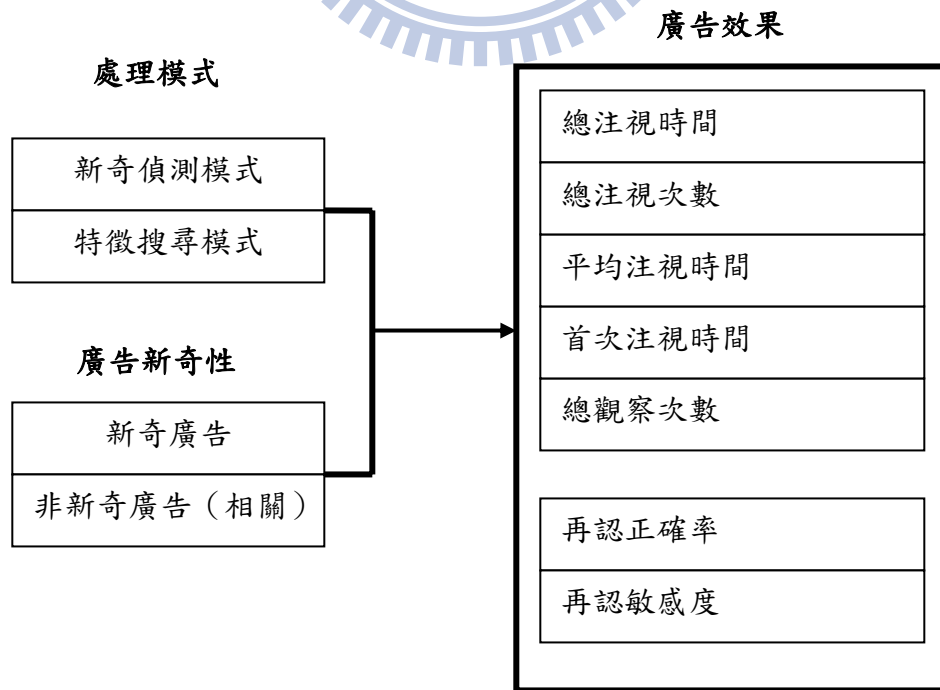 廣告效果
處理模式
新奇偵測模式
特徵搜尋模式
廣告新奇性
新奇廣告
非新奇廣告（相關）
總注視時間
總注視次數
平均注視時間
首次注視時間
總觀察次數
再認正確率
再認敏感度